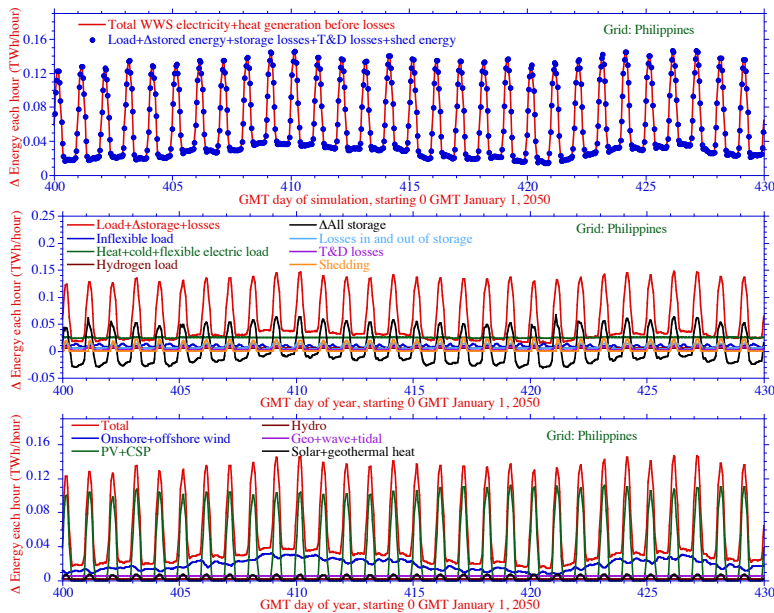 Total WWS electricity+heat generation before losses
Load+Δstored energy+storage losses+T&D losses+shed energy
Grid: Philippines
Δ Energy each hour (TWh/hour)
0.16
0.12
0.08
0.04
0
400 405 410 415 420 425 430
GMT day of simulation, starting 0 GMT January 1, 2050
Load+Δstorage+losses
Inflexible load
Heat+cold+flexible electric load
Hydrogen load
ΔAll storage
Losses in and out of storage
T&D losses
Shedding
Grid: Philippines
Δ Energy each hour (TWh/hour)
0.25
0.2
0.15
0.1
0.05
0
-0.05
400 405 410 415 420 425 430
GMT day of year, starting 0 GMT January 1, 2050
Total
Onshore+offshore wind
PV+CSP
Hydro
Geo+wave+tidal
Solar+geothermal heat
Grid: Philippines
Δ Energy each hour (TWh/hour)
0.16
0.12
0.08
0.04
0
400 405 410 415 420 425 430
GMT day of year, starting 0 GMT January 1, 2050